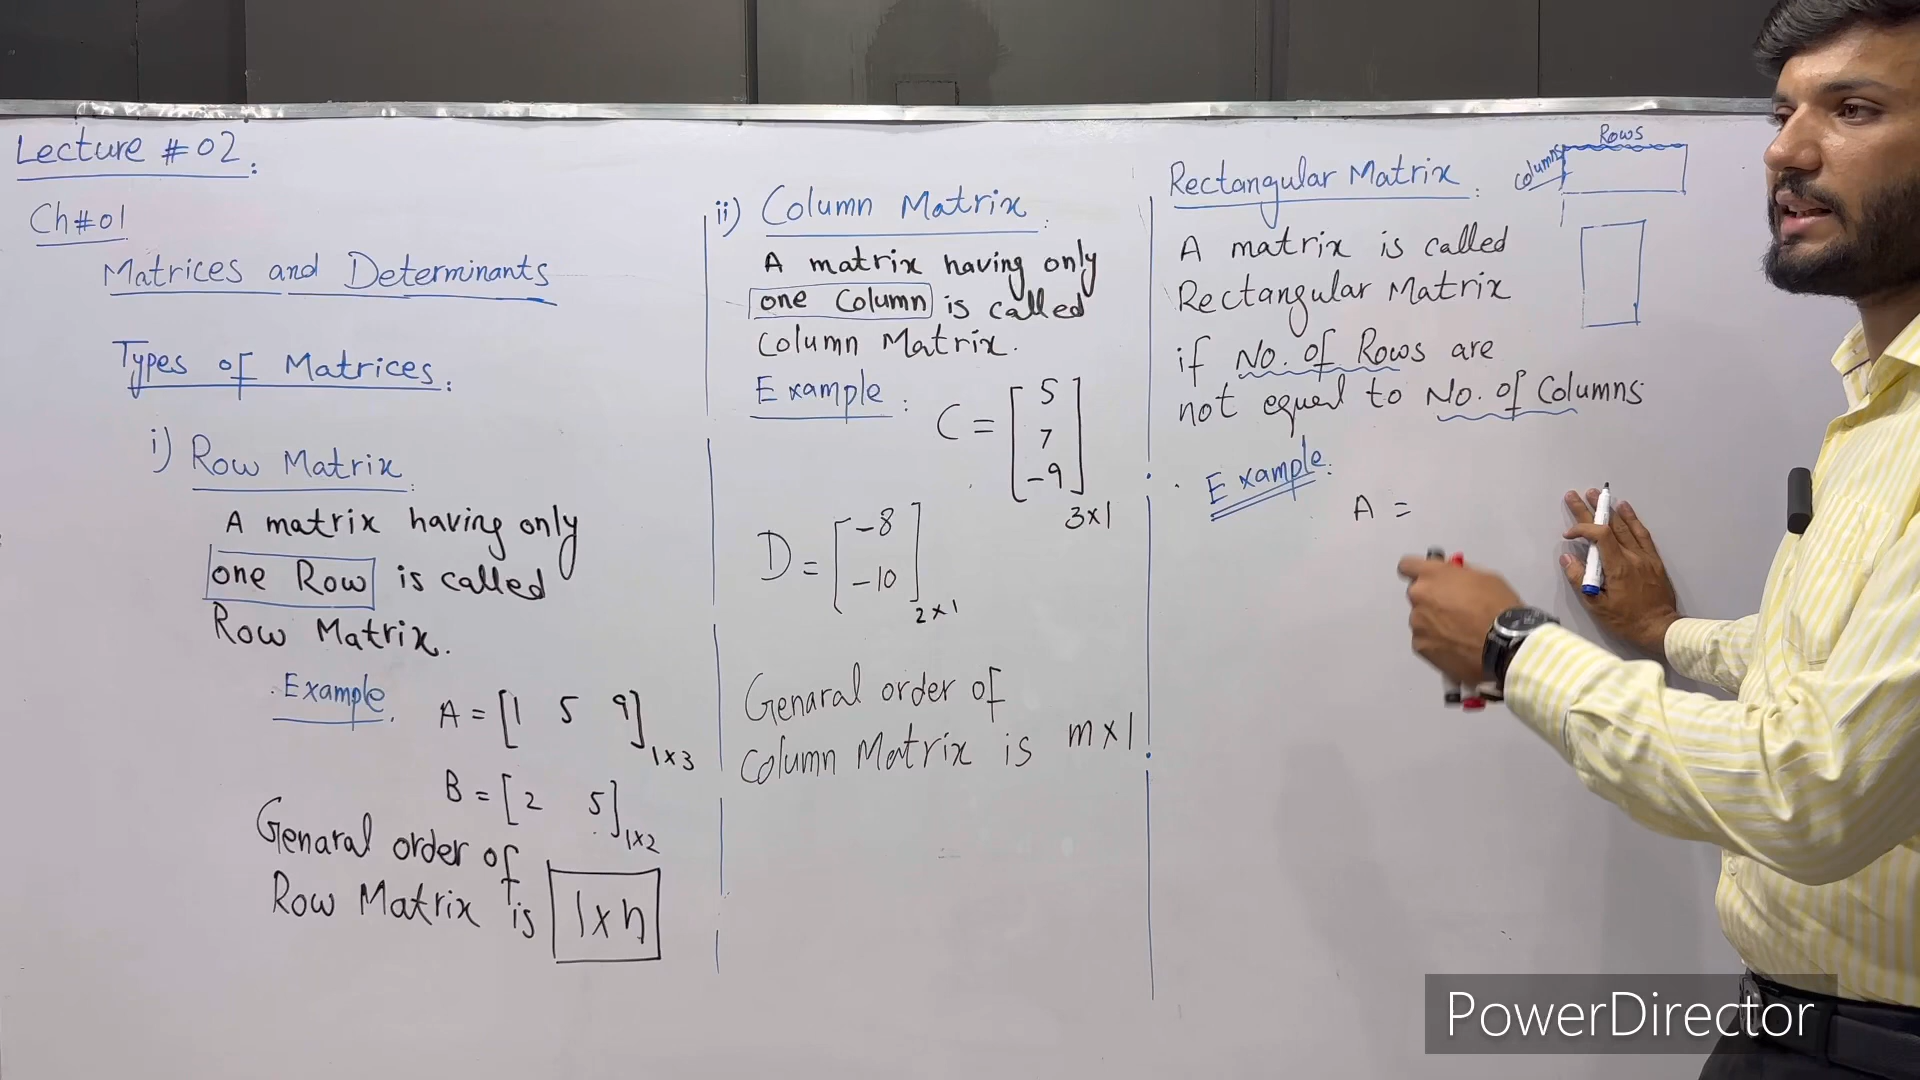 Lecture #02.
Ch#01
Matrices and Determinants
Types of Matrices.
i) Row Matrix.
A matrix having only
one Row is called
Row Matrix.
Example.
A = [1 5 9] 1x3
B = [2 5] 1x2
Genaral order of
Row Matrix is 1xn
ii) Column Matrix.
A matrix having only
one Column is called
Column Matrix.
Example:
C = [5
7
-9] 3x1
D = [-8
-10] 2x1
Genaral order of
Column Matrix is mx1.
Rectangular Matrix.
Rows
Columns
A matrix is called
Rectangular Matrix
if No. of Rows are
not equal to No. of Columns
Example:
A =
PowerDirector